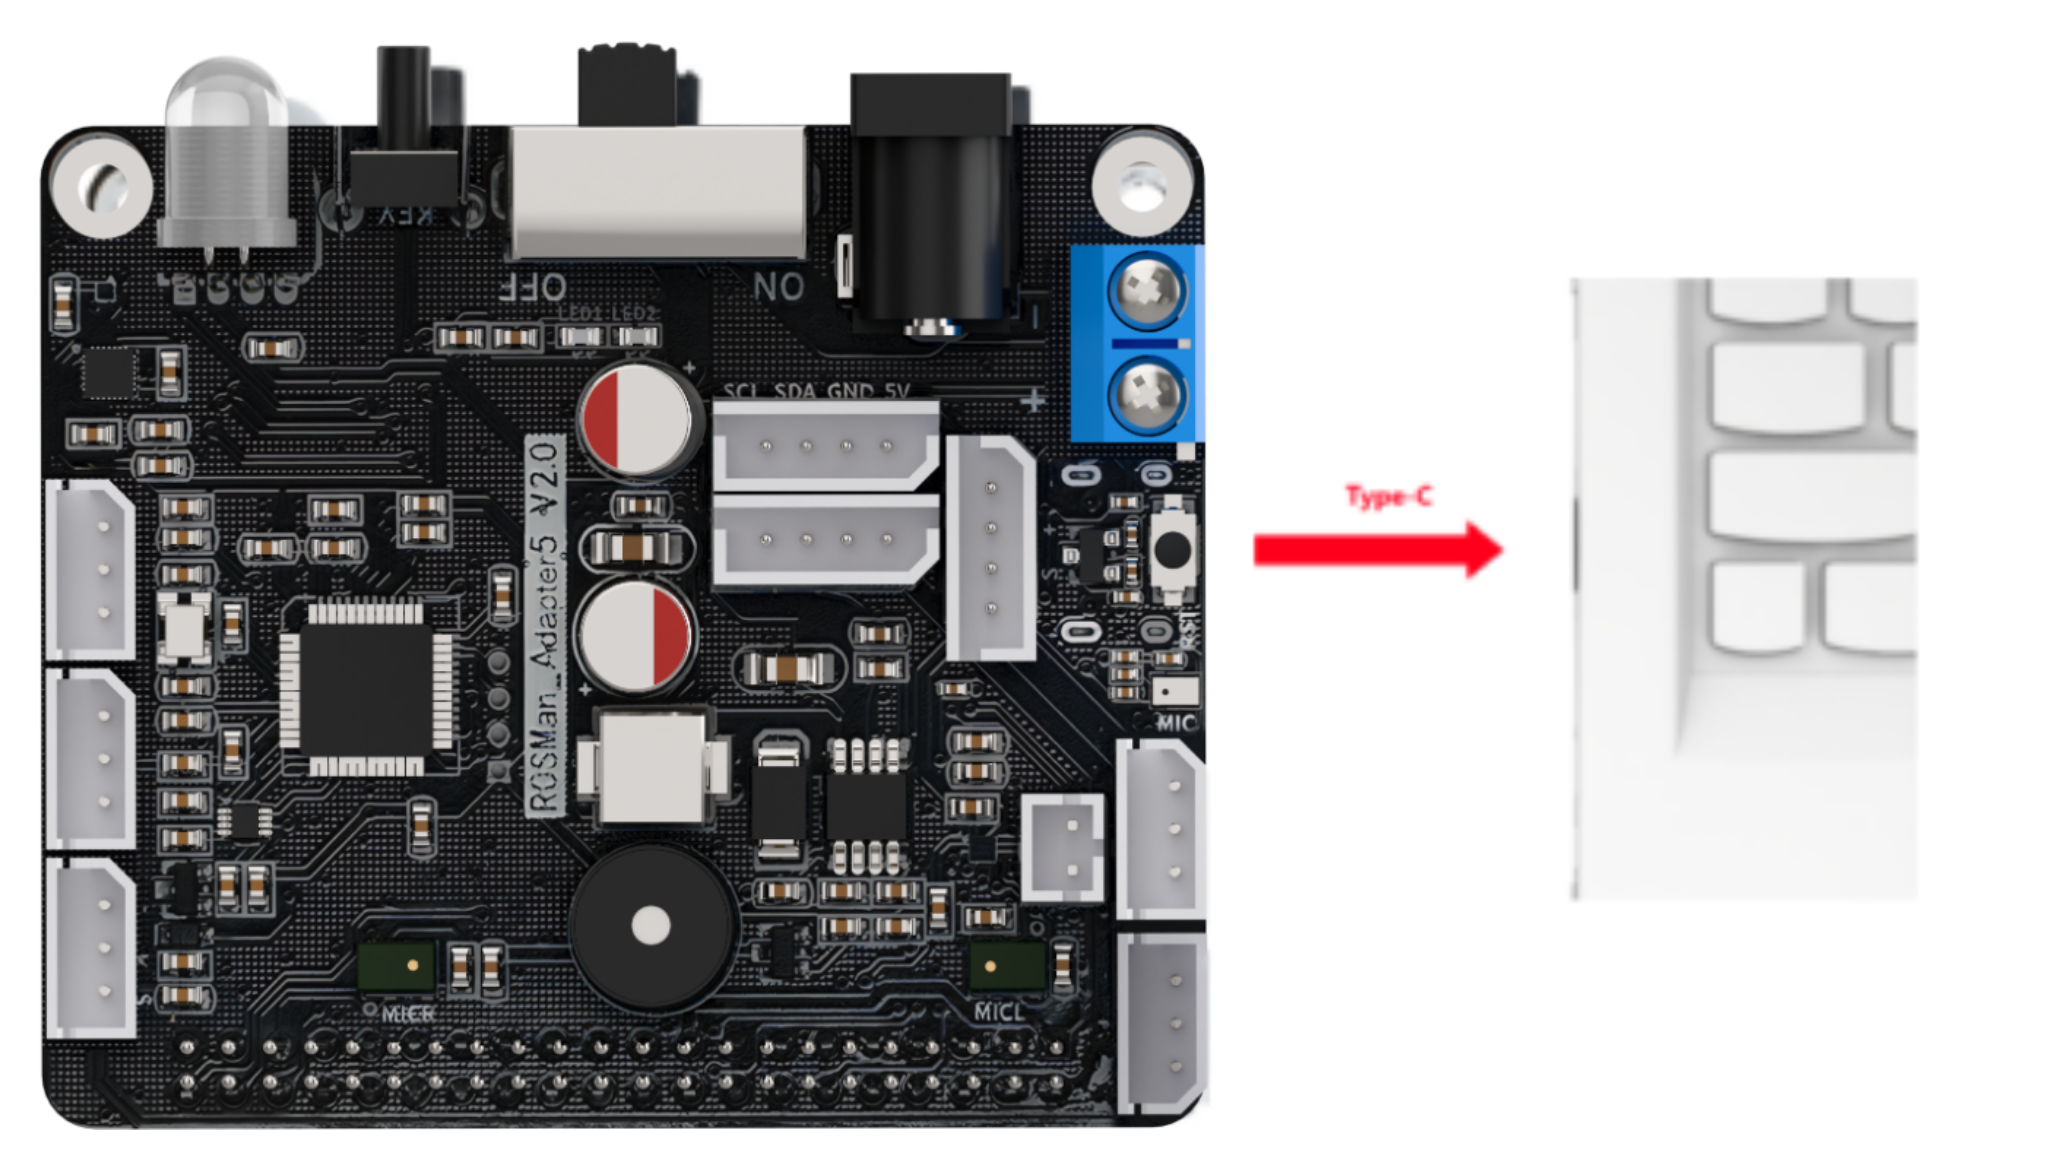 KEY
OFF
ON
LED1 LED2
SCL SDA GND 5V
+
-
+
ROSMan_Adapter5 V2.0
+
+
S
Type-C
RST
MIC
MICR
MICL
S